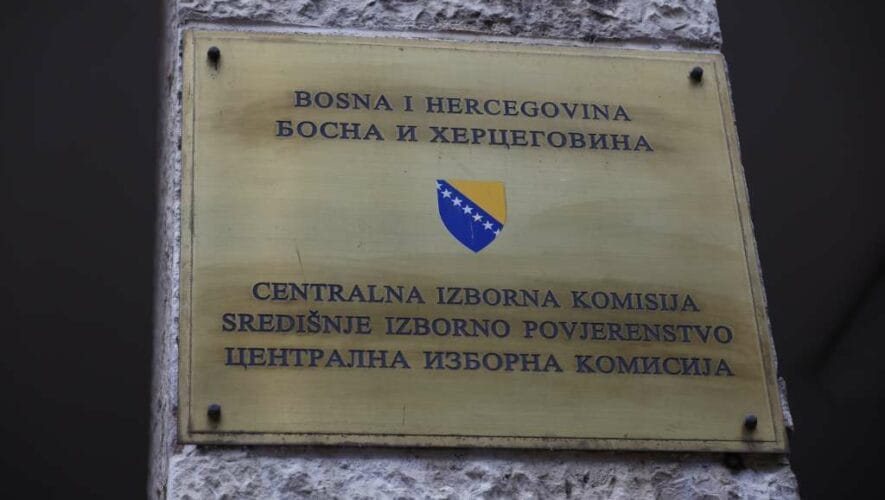 BOSNA I HERCEGOVINA
БОСНА И ХЕРЦЕГОВИНА
CENTRALNA IZBORNA KOMISIJA
SREDIŠNJE IZBORNO POVJERENSTVO
ЦЕНТРАЛНА ИЗБОРНА КОМИСИЈА